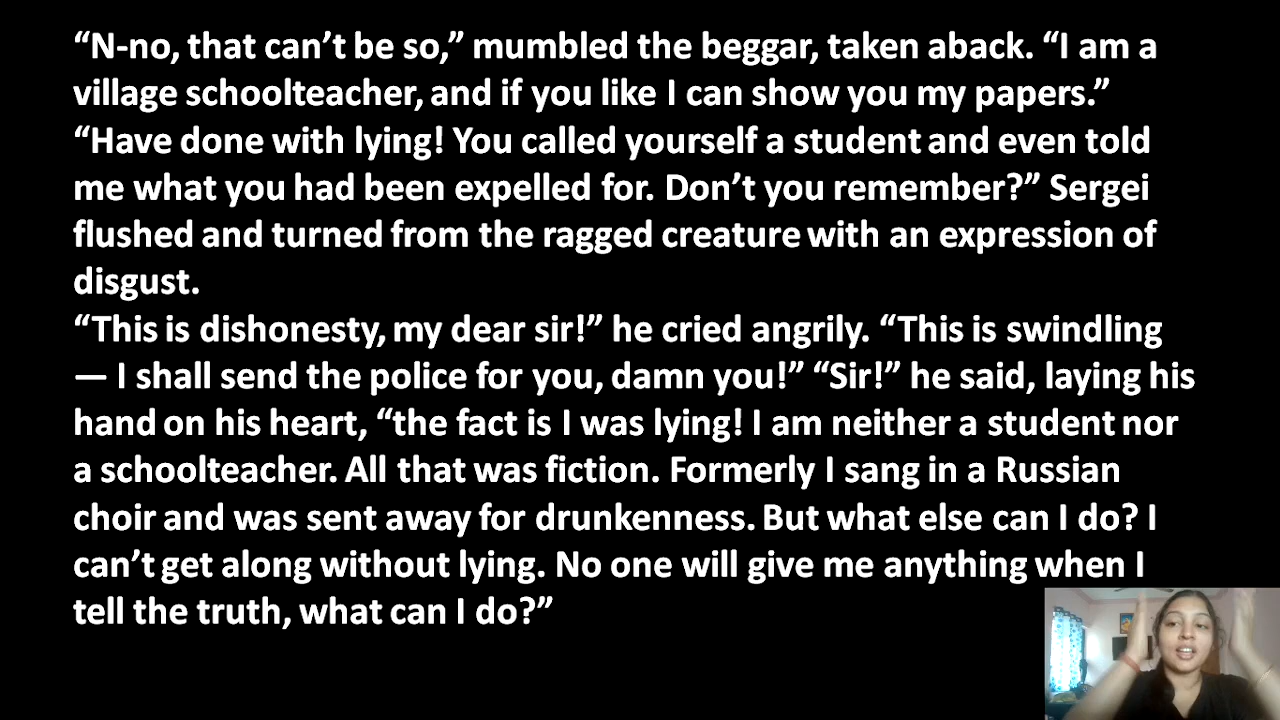 “N-no, that can’t be so,” mumbled the beggar, taken aback. “I am a
village schoolteacher, and if you like I can show you my papers.”
“Have done with lying! You called yourself a student and even told
me what you had been expelled for. Don’t you remember?” Sergei
flushed and turned from the ragged creature with an expression of
disgust.
“This is dishonesty, my dear sir!” he cried angrily. “This is swindling
— I shall send the police for you, damn you!” “Sir!” he said, laying his
hand on his heart, “the fact is I was lying! I am neither a student nor
a schoolteacher. All that was fiction. Formerly I sang in a Russian
choir and was sent away for drunkenness. But what else can I do? I
can’t get along without lying. No one will give me anything when I
tell the truth, what can I do?”